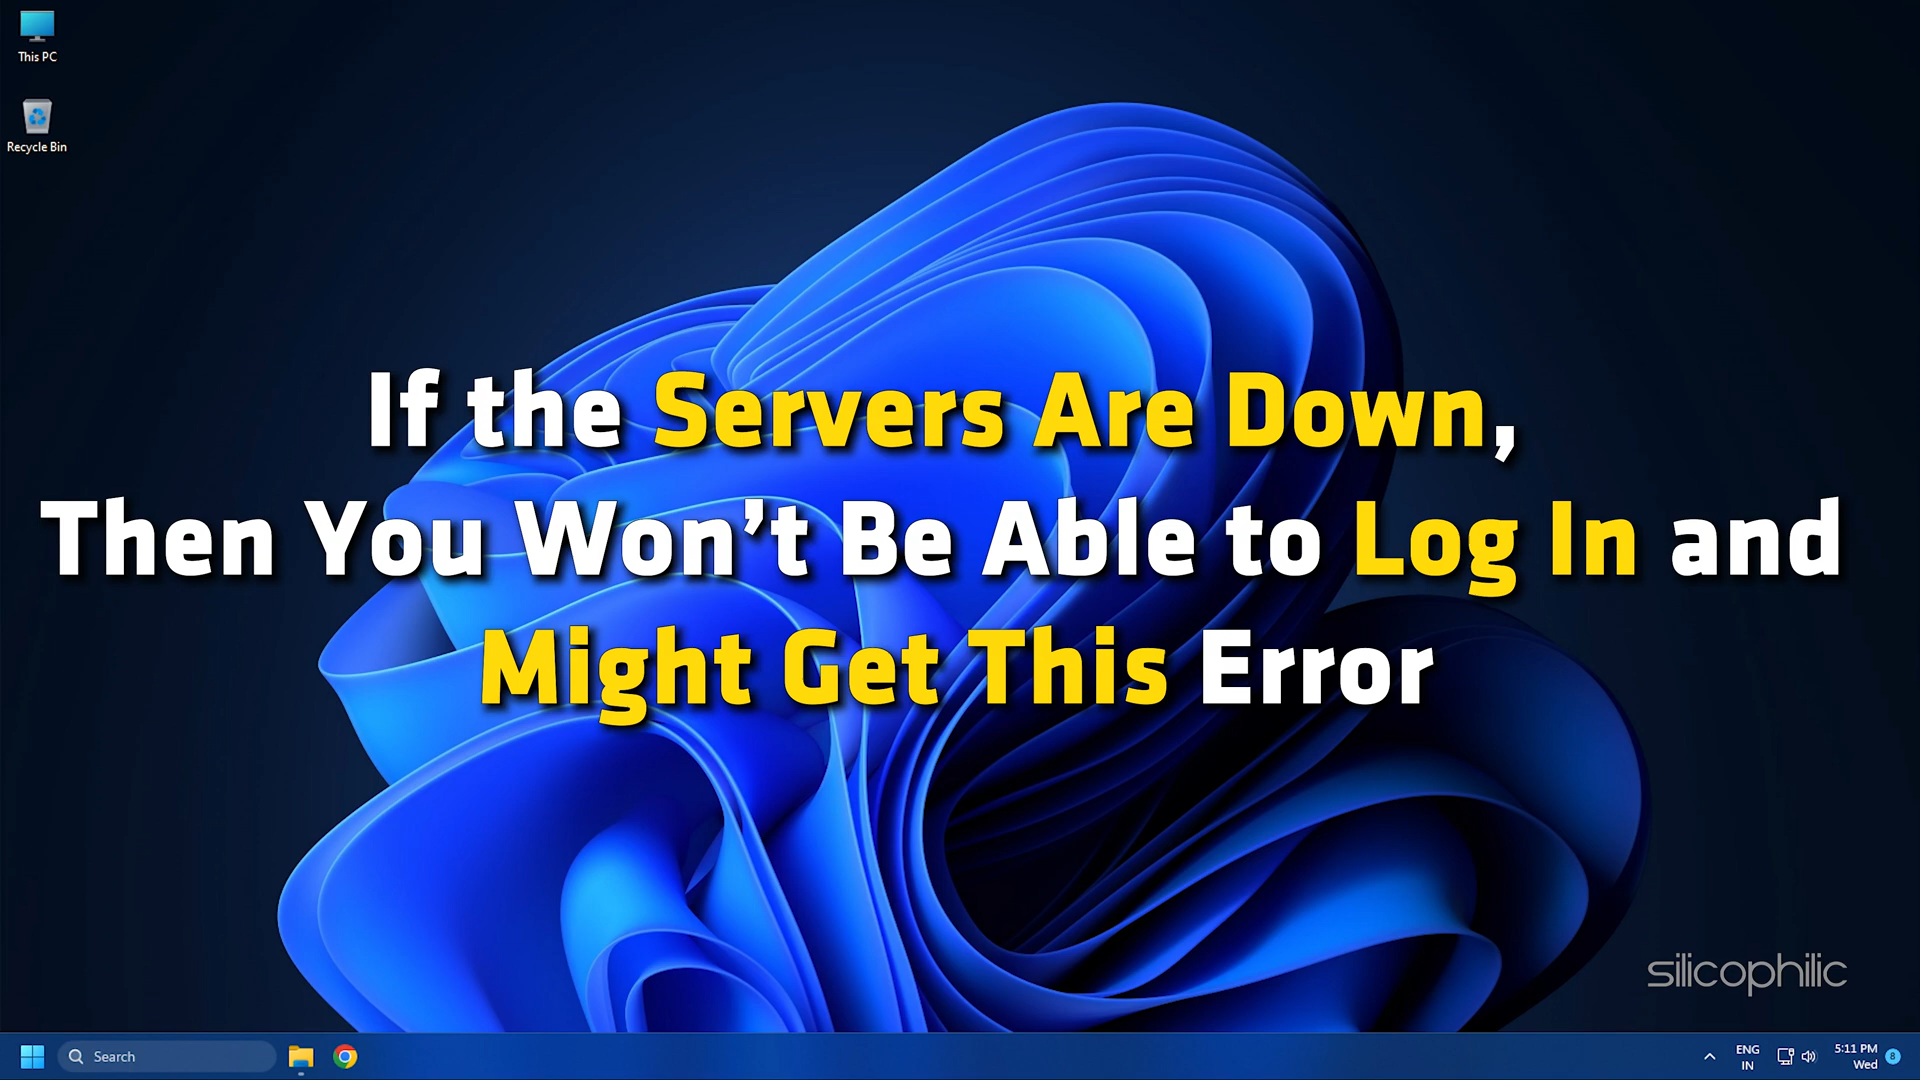 This PC
Recycle Bin
If the Servers Are Down,
Then You Won’t Be Able to Log In and
Might Get This Error
silicophilic
Search
ENG
IN
5:11 PM
Wed
8